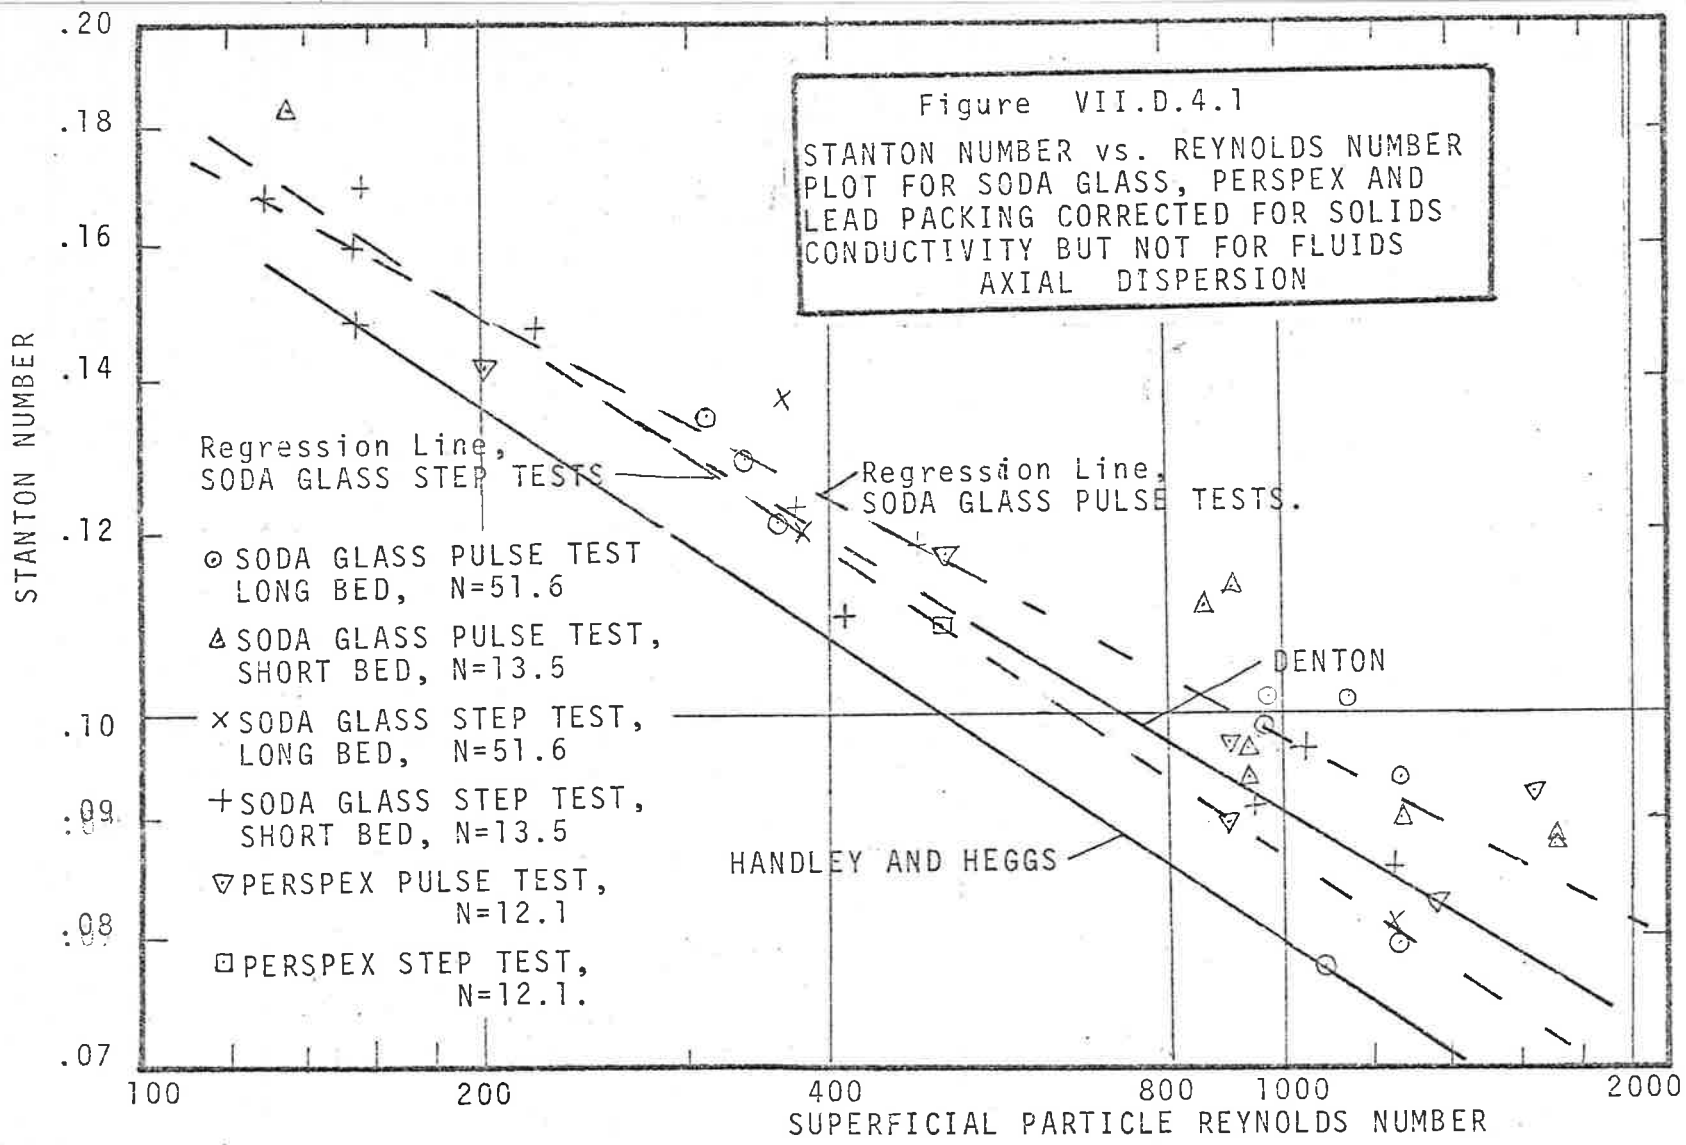 .20
.18
.16
.14
.12
.10
.09
.08
.07
STANTON NUMBER
Figure VII.D.4.1
STANTON NUMBER vs. REYNOLDS NUMBER
PLOT FOR SODA GLASS, PERSPEX AND
LEAD PACKING CORRECTED FOR SOLIDS
CONDUCTIVITY BUT NOT FOR FLUIDS
AXIAL DISPERSION
Regression Line,
SODA GLASS STEP TESTS
Regression Line,
SODA GLASS PULSE TESTS.
SODA GLASS PULSE TEST
LONG BED, N=51.6
SODA GLASS PULSE TEST,
SHORT BED, N=13.5
SODA GLASS STEP TEST,
LONG BED, N=51.6
SODA GLASS STEP TEST,
SHORT BED, N=13.5
PERSPEX PULSE TEST,
N=12.1
PERSPEX STEP TEST,
N=12.1.
DENTON
HANDLEY AND HEGGS
100 200 400 800 1000 2000
SUPERFICIAL PARTICLE REYNOLDS NUMBER